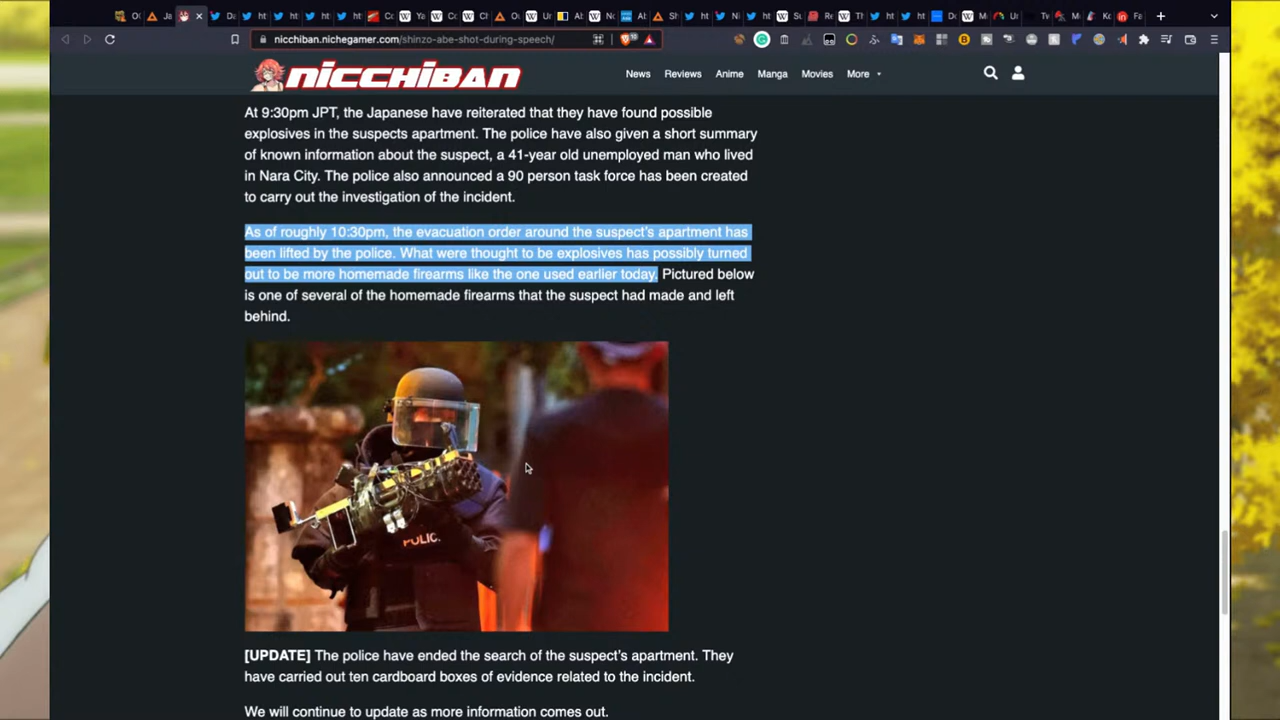 nicchiban.nichegamer.com/shinzo-abe-shot-during-speech/
NICCHIBAN
News Reviews Anime Manga Movies More
At 9:30pm JPT, the Japanese have reiterated that they have found possible
explosives in the suspects apartment. The police have also given a short summary
of known information about the suspect, a 41-year old unemployed man who lived
in Nara City. The police also announced a 90 person task force has been created
to carry out the investigation of the incident.
As of roughly 10:30pm, the evacuation order around the suspect's apartment has
been lifted by the police. What were thought to be explosives has possibly turned
out to be more homemade firearms like the one used earlier today. Pictured below
is one of several of the homemade firearms that the suspect had made and left
behind.
POLIC
[UPDATE] The police have ended the search of the suspect's apartment. They
have carried out ten cardboard boxes of evidence related to the incident.
We will continue to update as more information comes out.